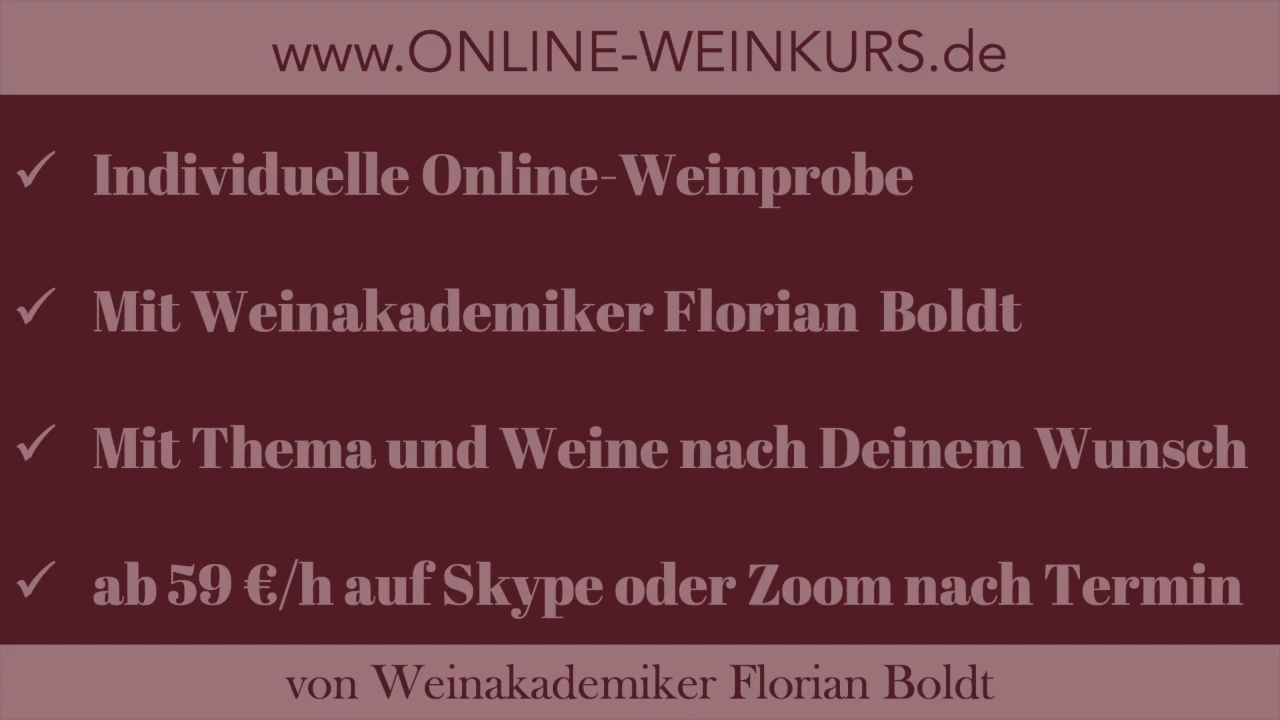 www.ONLINE-WEINKURS.de
✓ Individuelle Online-Weinprobe
✓ Mit Weinakademiker Florian Boldt
✓ Mit Thema und Weine nach Deinem Wunsch
✓ ab 59 €/h auf Skype oder Zoom nach Termin
von Weinakademiker Florian Boldt